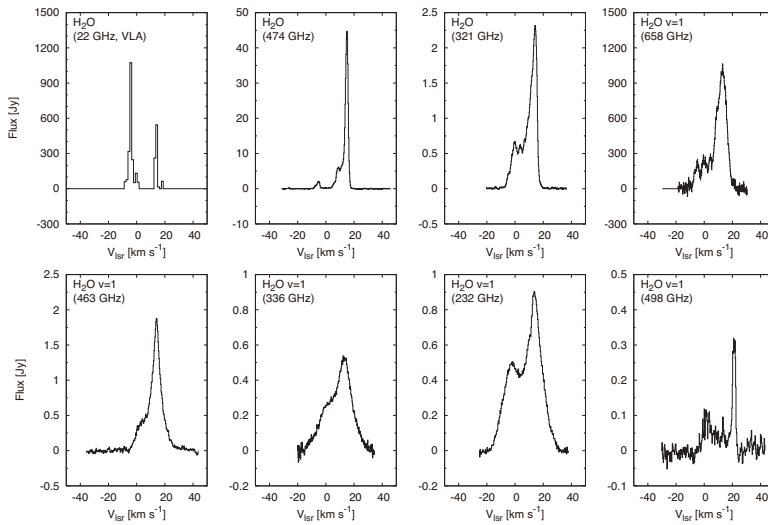 H2O
(22 GHz, VLA)
H2O
(474 GHz)
H2O
(321 GHz)
H2O v=1
(658 GHz)
1500
1200
900
600
300
0
-300
50
40
30
20
10
0
-10
2.5
2
1.5
1
0.5
0
-0.5
1500
1200
900
600
300
0
-300
Flux [Jy]
-40 -20 0 20 40
-40 -20 0 20 40
-40 -20 0 20 40
-40 -20 0 20 40
Vlsr [km s-1]
Vlsr [km s-1]
Vlsr [km s-1]
Vlsr [km s-1]
H2O v=1
(463 GHz)
H2O v=1
(336 GHz)
H2O v=1
(232 GHz)
H2O v=1
(498 GHz)
2.5
2
1.5
1
0.5
0
-0.5
1
0.8
0.6
0.4
0.2
0
-0.2
1
0.8
0.6
0.4
0.2
0
-0.2
0.5
0.4
0.3
0.2
0.1
0
-0.1
Flux [Jy]
-40 -20 0 20 40
-40 -20 0 20 40
-40 -20 0 20 40
-40 -20 0 20 40
Vlsr [km s-1]
Vlsr [km s-1]
Vlsr [km s-1]
Vlsr [km s-1]